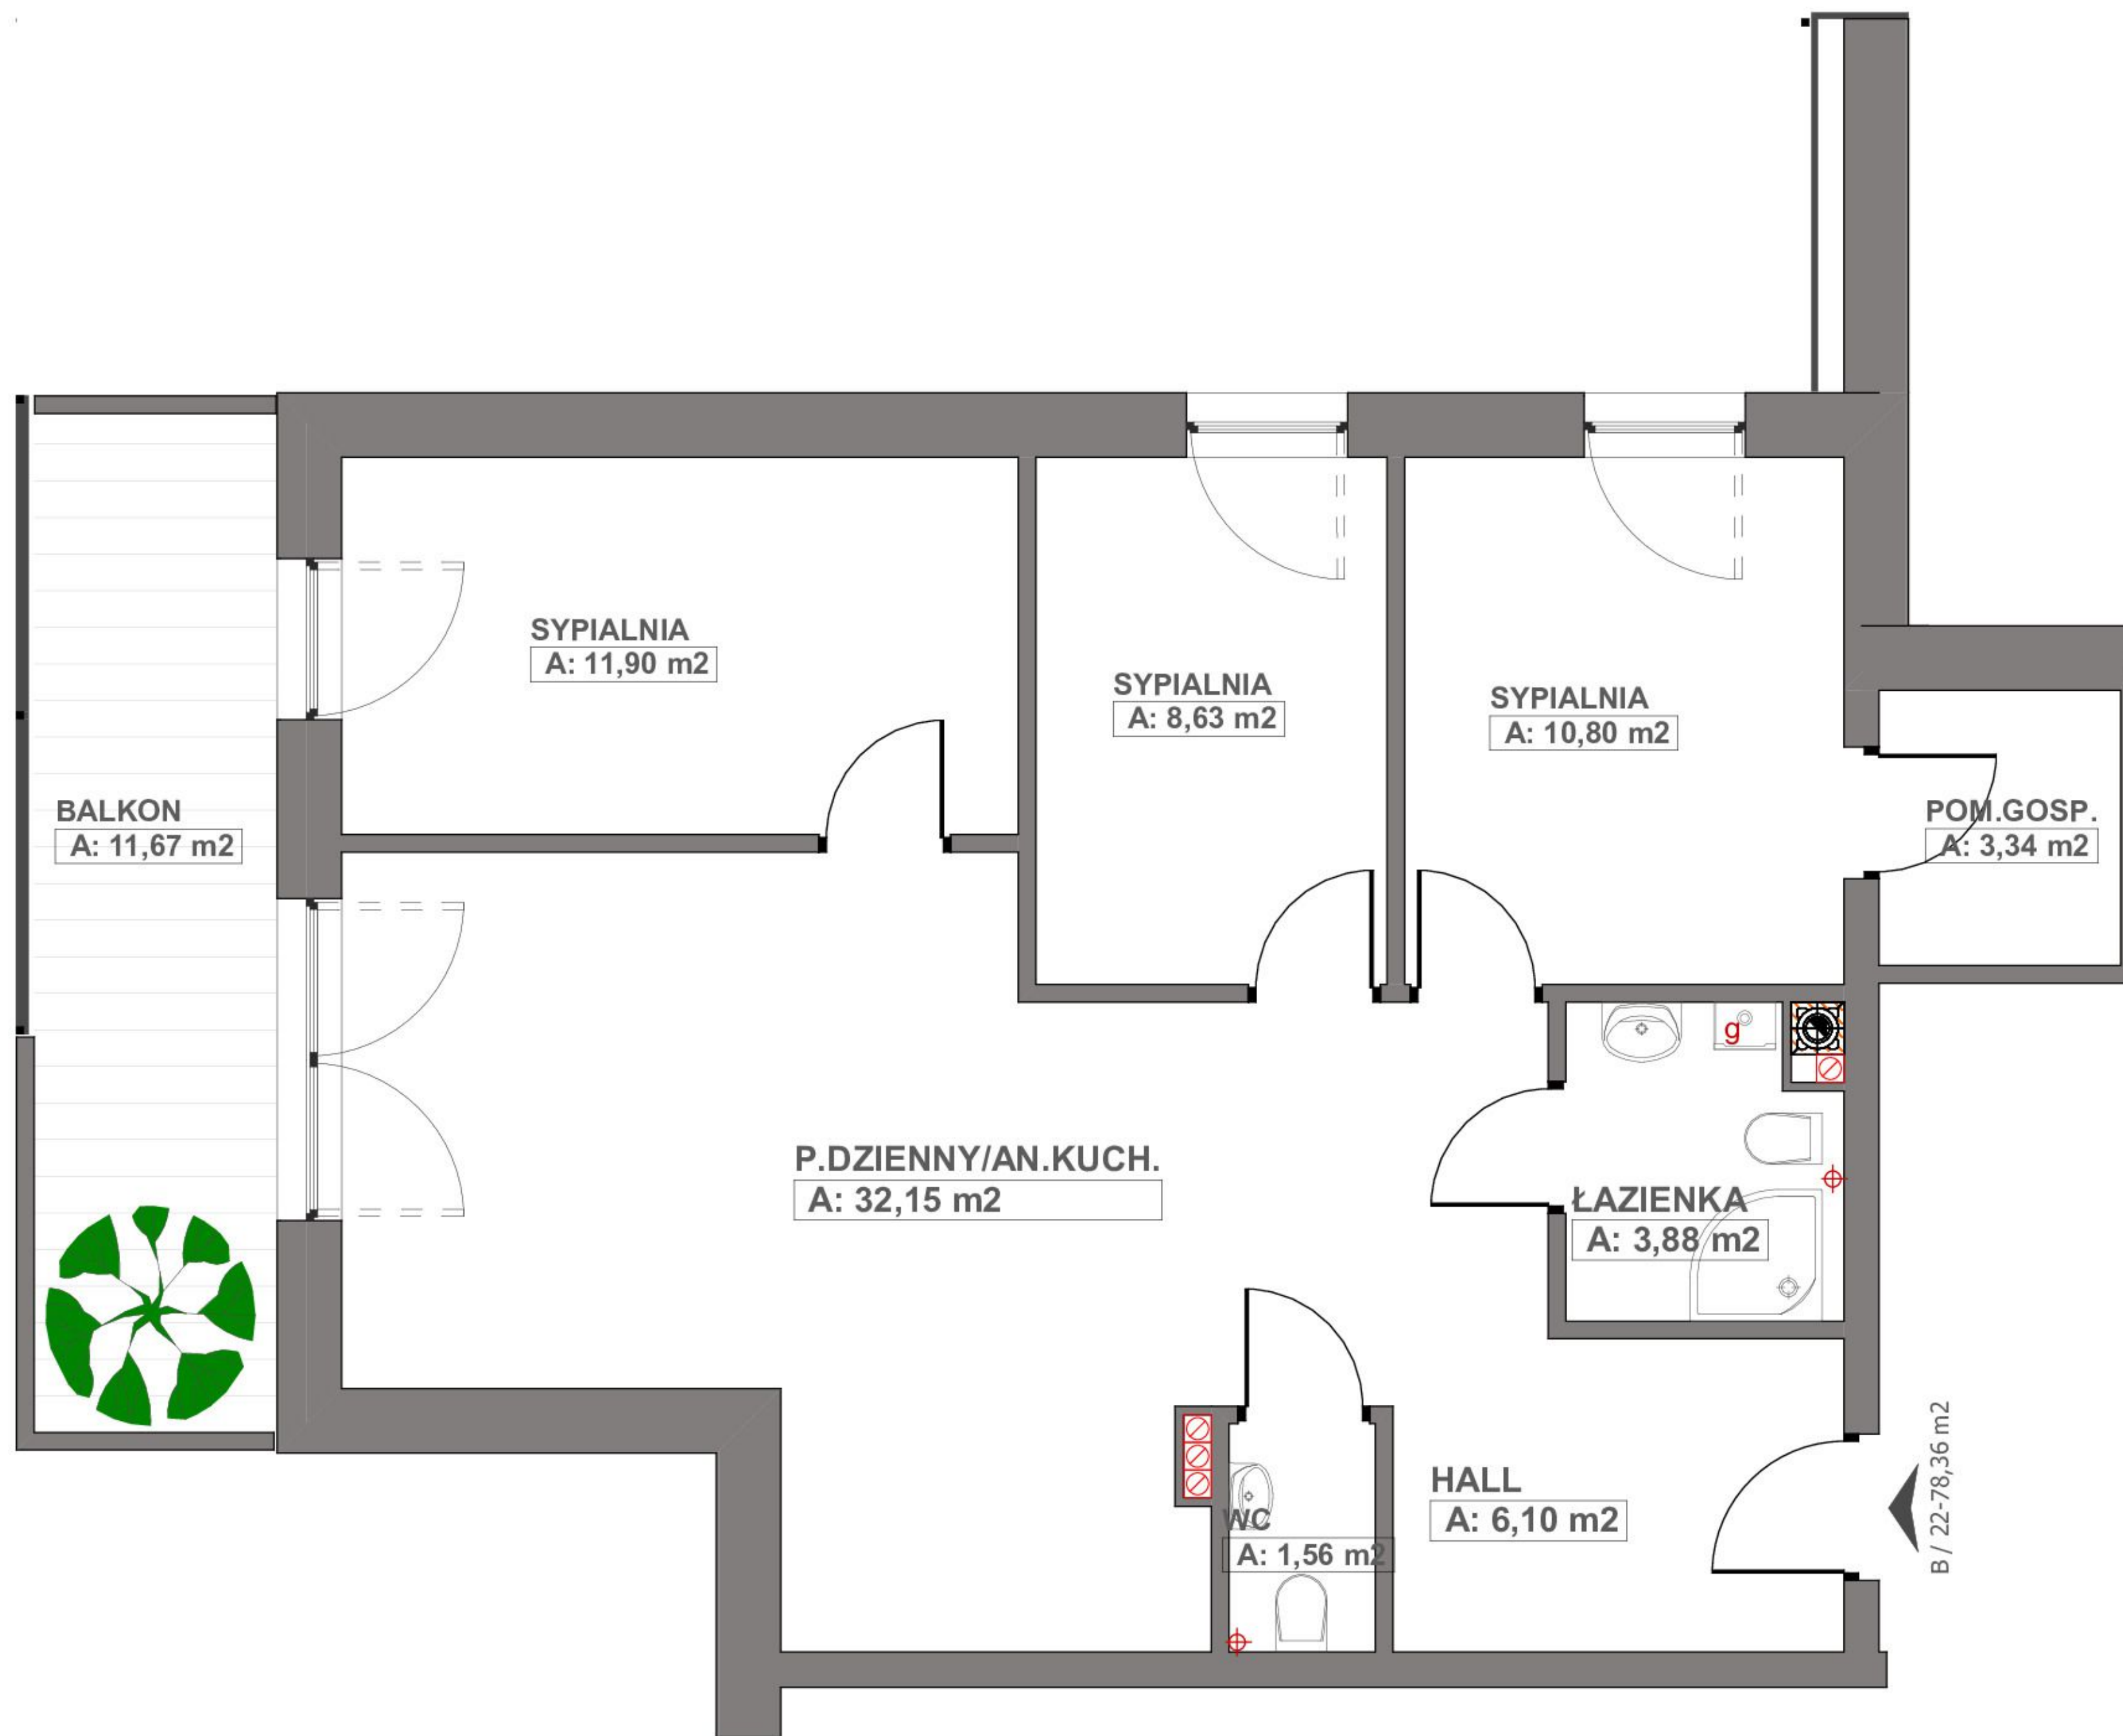 SYPIALNIA
A: 11,90 m2
SYPIALNIA
A: 8,63 m2
SYPIALNIA
A: 10,80 m2
BALKON
A: 11,67 m2
POM.GOSP.
A: 3,34 m2
g
P.DZIENNY/AN.KUCH.
A: 32,15 m2
ŁAZIENKA
A: 3,88 m2
HALL
A: 6,10 m2
WC
A: 1,56 m2
B / 22-78,36 m2